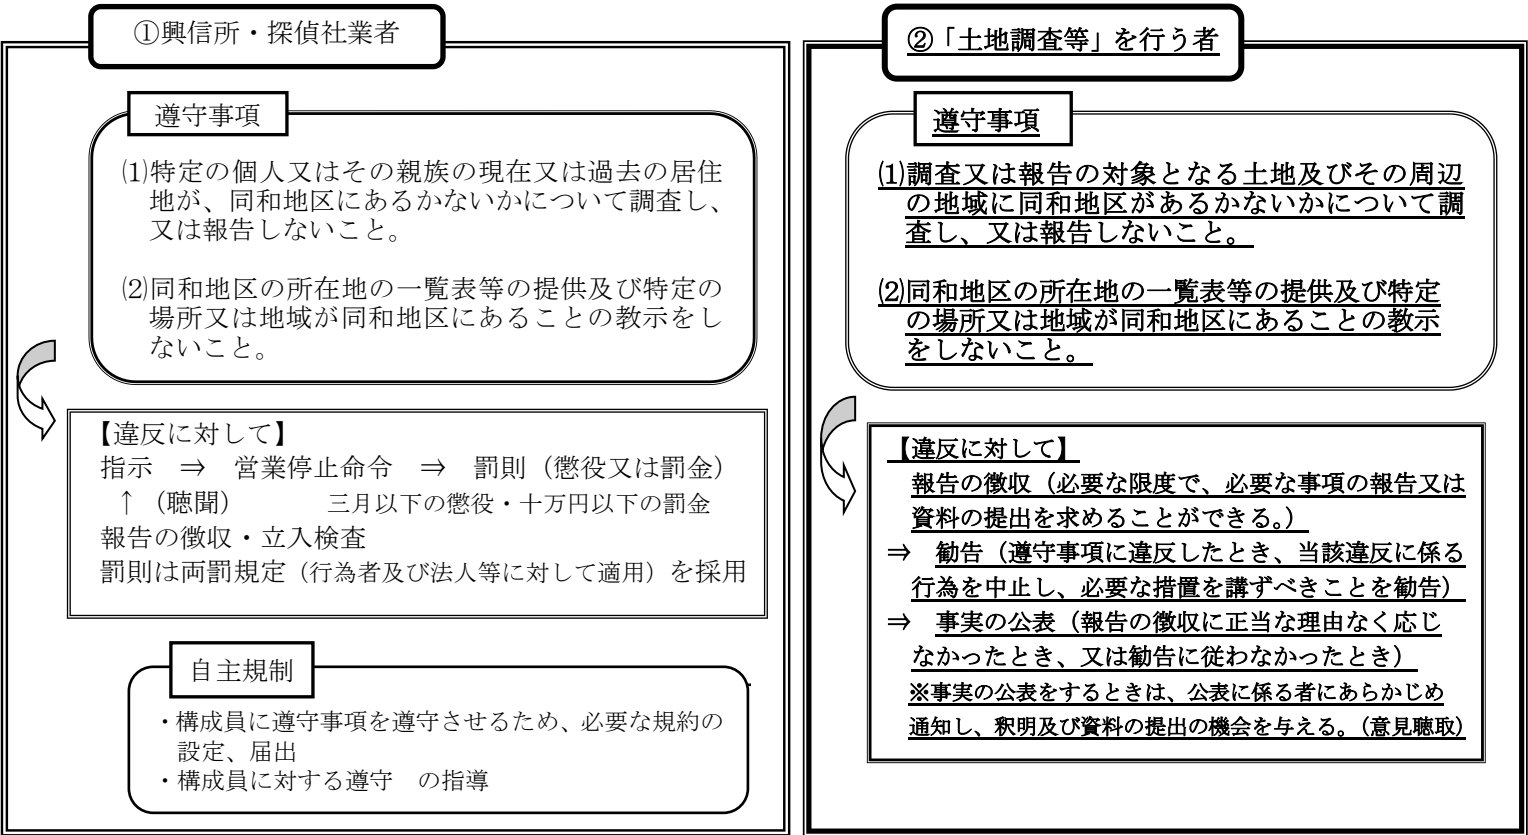 ①興信所・探偵社業者
遵守事項
⑴特定の個人又はその親族の現在又は過去の居住
地が、同和地区にあるかないかについて調査し、
又は報告しないこと。
⑵同和地区の所在地の一覧表等の提供及び特定の
場所又は地域が同和地区にあることの教示をし
ないこと。
【違反に対して】
指示 ⇒ 営業停止命令 ⇒ 罰則（懲役又は罰金）
↑（聴聞） 三月以下の懲役・十万円以下の罰金
報告の徴収・立入検査
罰則は両罰規定（行為者及び法人等に対して適用）を採用
自主規制
・構成員に遵守事項を遵守させるため、必要な規約の
設定、届出
・構成員に対する遵守 の指導
②「土地調査等」を行う者
遵守事項
⑴調査又は報告の対象となる土地及びその周辺
の地域に同和地区があるかないかについて調
査し、又は報告しないこと。
⑵同和地区の所在地の一覧表等の提供及び特定
の場所又は地域が同和地区にあることの教示
をしないこと。
【違反に対して】
報告の徴収（必要な限度で、必要な事項の報告又は
資料の提出を求めることができる。）
⇒ 勧告（遵守事項に違反したとき、当該違反に係る
行為を中止し、必要な措置を講ずべきことを勧告）
⇒ 事実の公表（報告の徴収に正当な理由なく応じ
なかったとき、又は勧告に従わなかったとき）
※事実の公表をするときは、公表に係る者にあらかじめ
通知し、釈明及び資料の提出の機会を与える。（意見聴取）